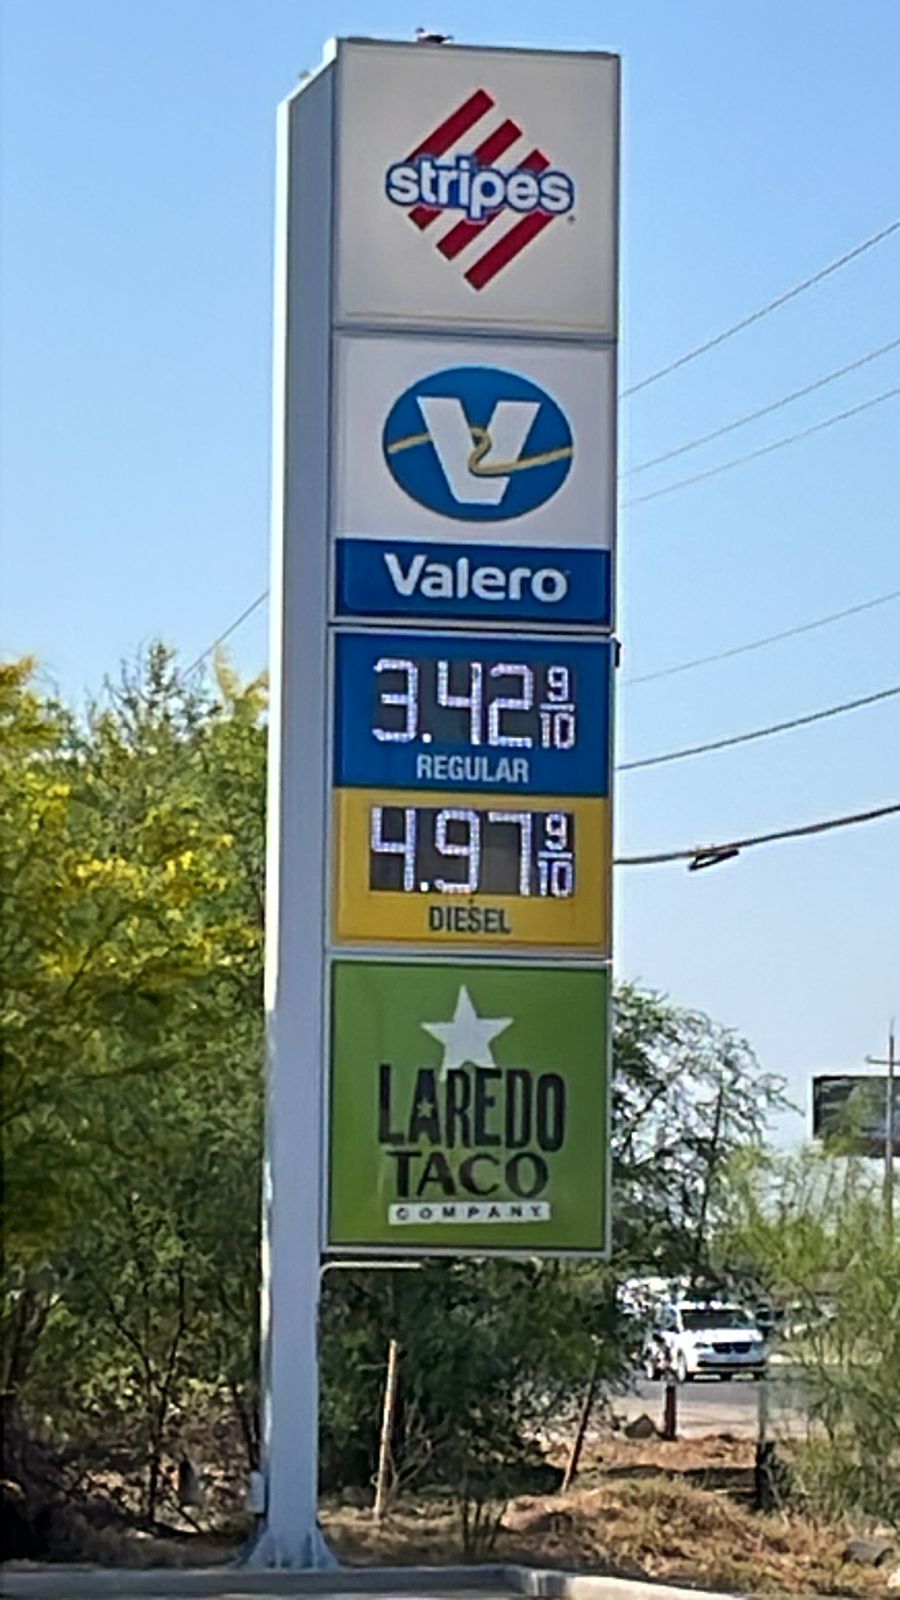 stripes
Valero
3.42 9/10
REGULAR
4.97 9/10
DIESEL
LAREDO
TACO
COMPANY